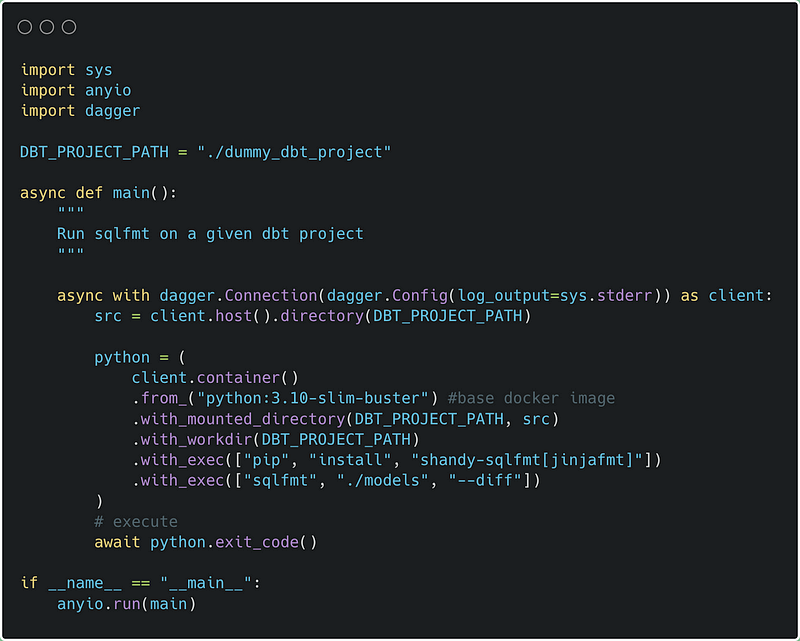 import sys
import anyio
import dagger

DBT_PROJECT_PATH = "./dummy_dbt_project"

async def main():
    """
    Run sqlfmt on a given dbt project
    """

    async with dagger.Connection(dagger.Config(log_output=sys.stderr)) as client:
        src = client.host().directory(DBT_PROJECT_PATH)

        python = (
            client.container()
            .from_("python:3.10-slim-buster") #base docker image
            .with_mounted_directory(DBT_PROJECT_PATH, src)
            .with_workdir(DBT_PROJECT_PATH)
            .with_exec(["pip", "install", "shandy-sqlfmt[jinjafmt]"])
            .with_exec(["sqlfmt", "./models", "--diff"])
        )
        # execute
        await python.exit_code()

if __name__ == "__main__":
    anyio.run(main)